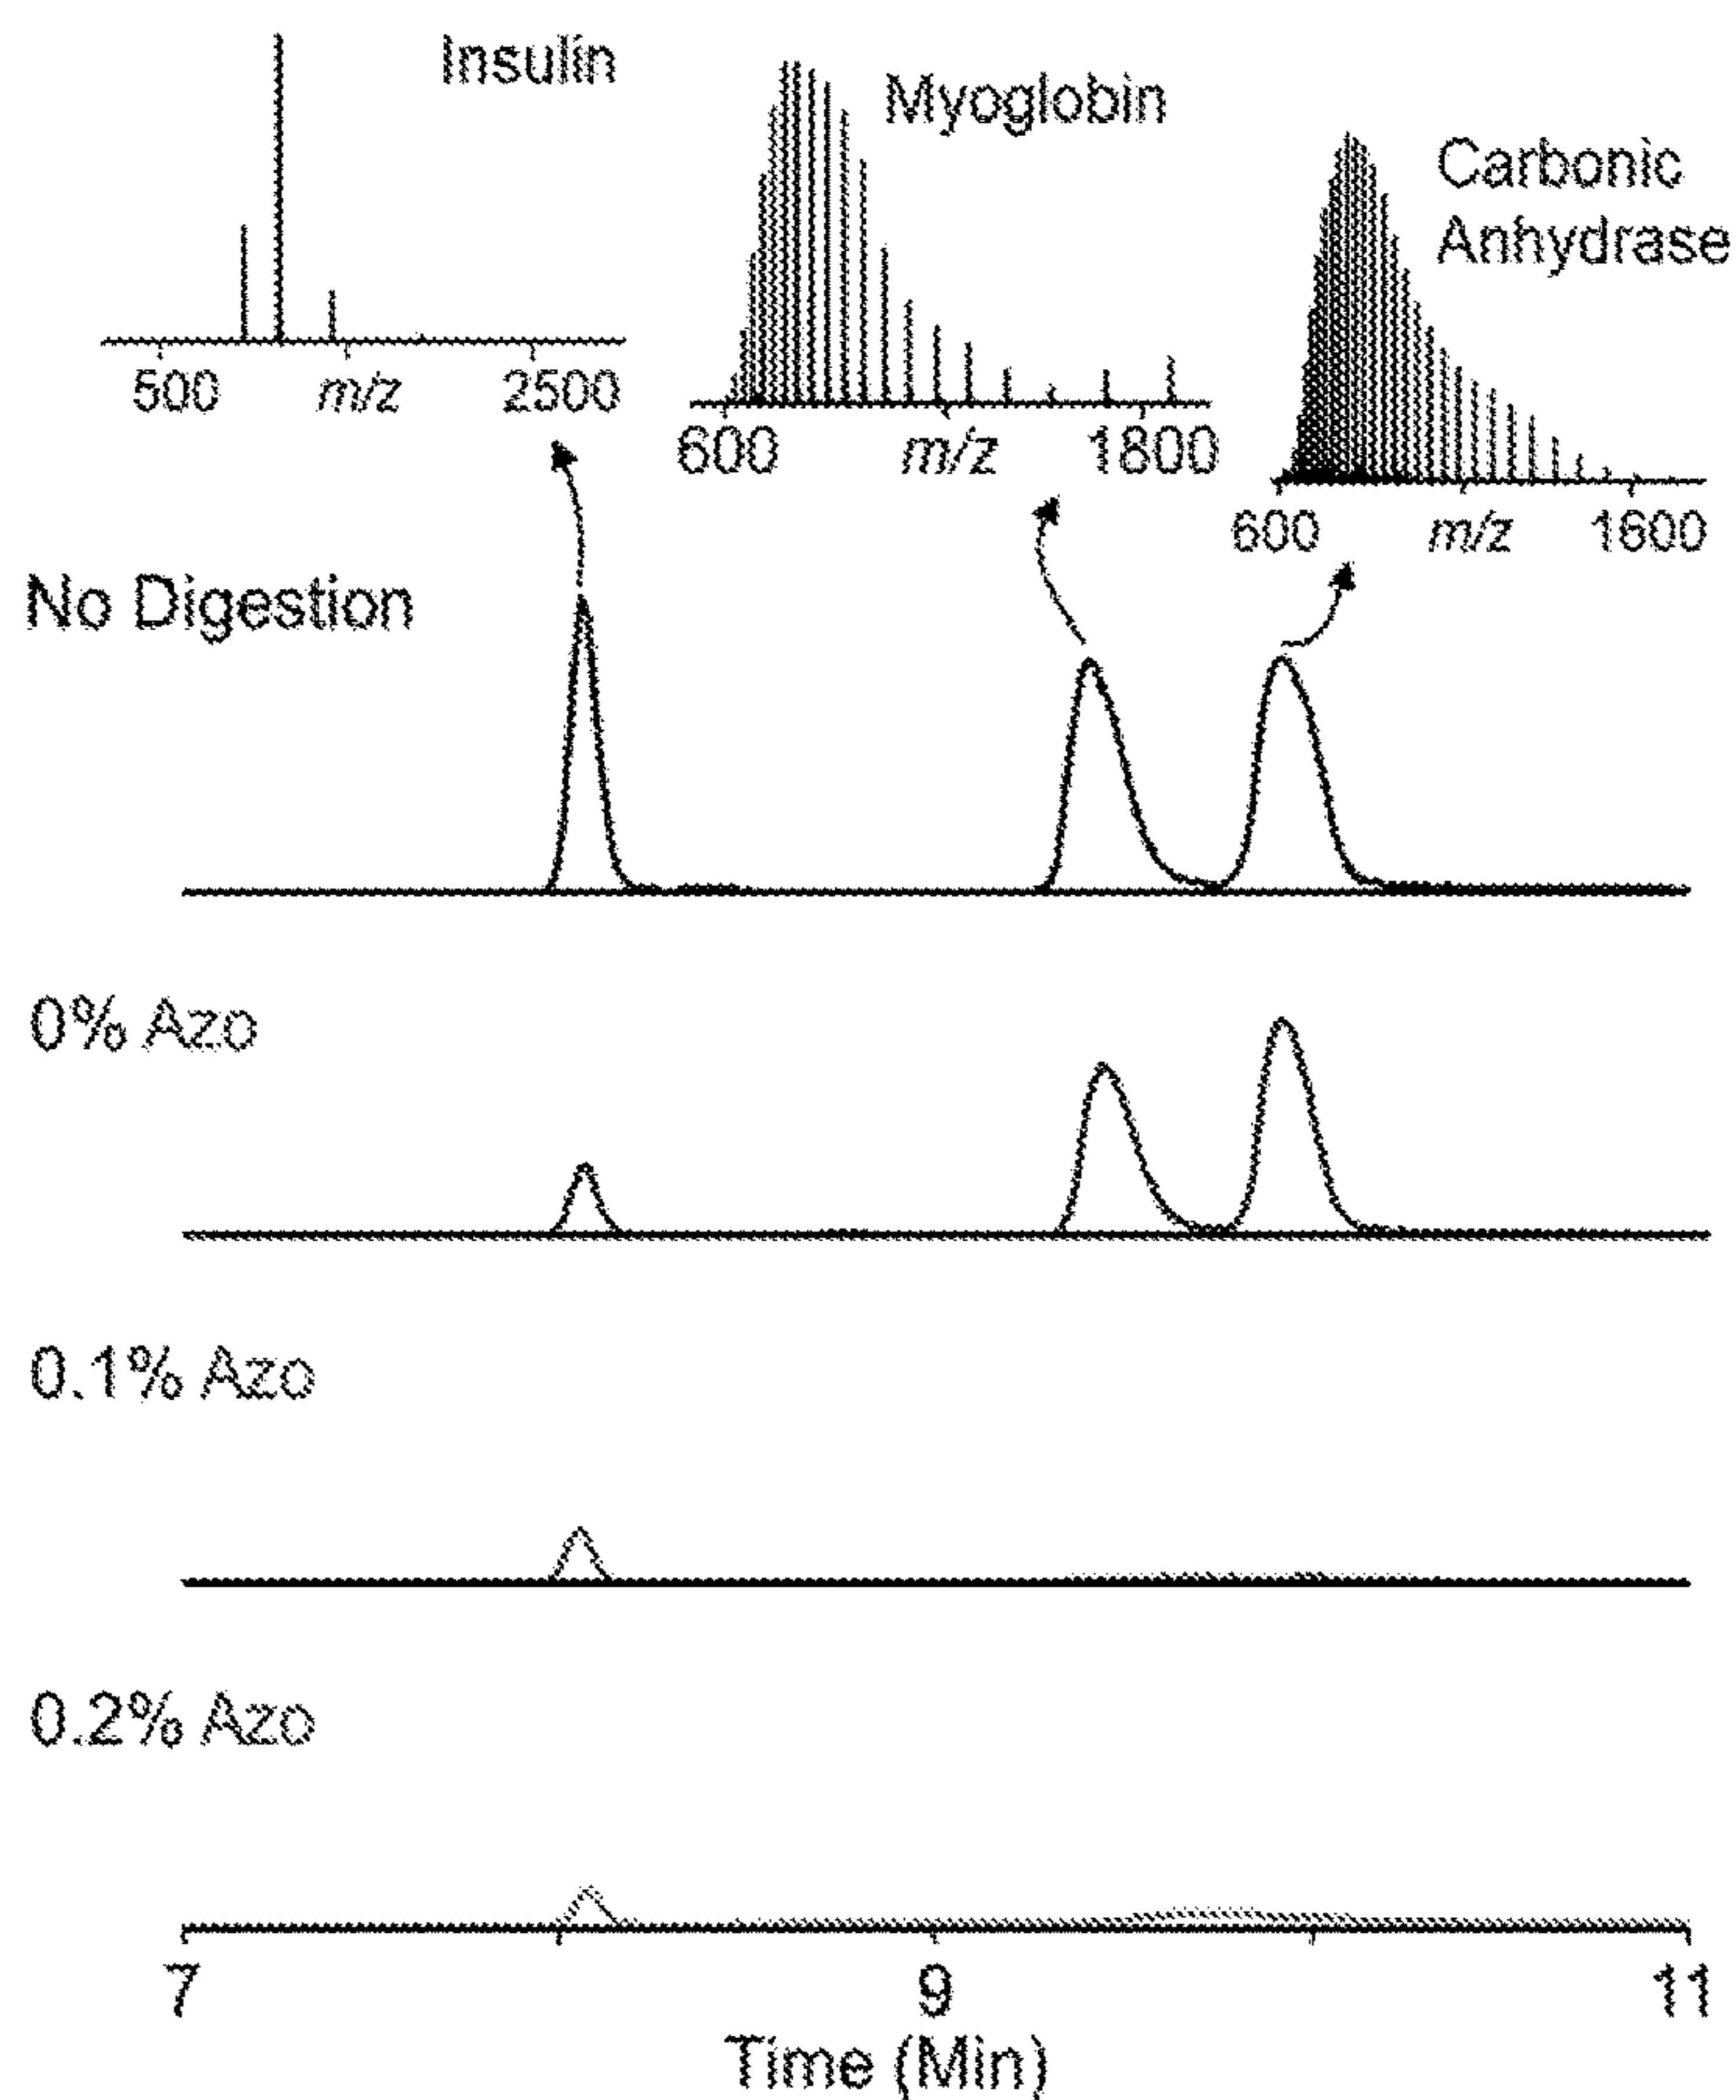 Insulin
Myoglobin
Carbonic
Anhydrase
500 m/z 2500
600 m/z 1800
600 m/z 1600
No Digestion
0% Azo
0.1% Azo
0.2% Azo
7 9 11
Time (Min)